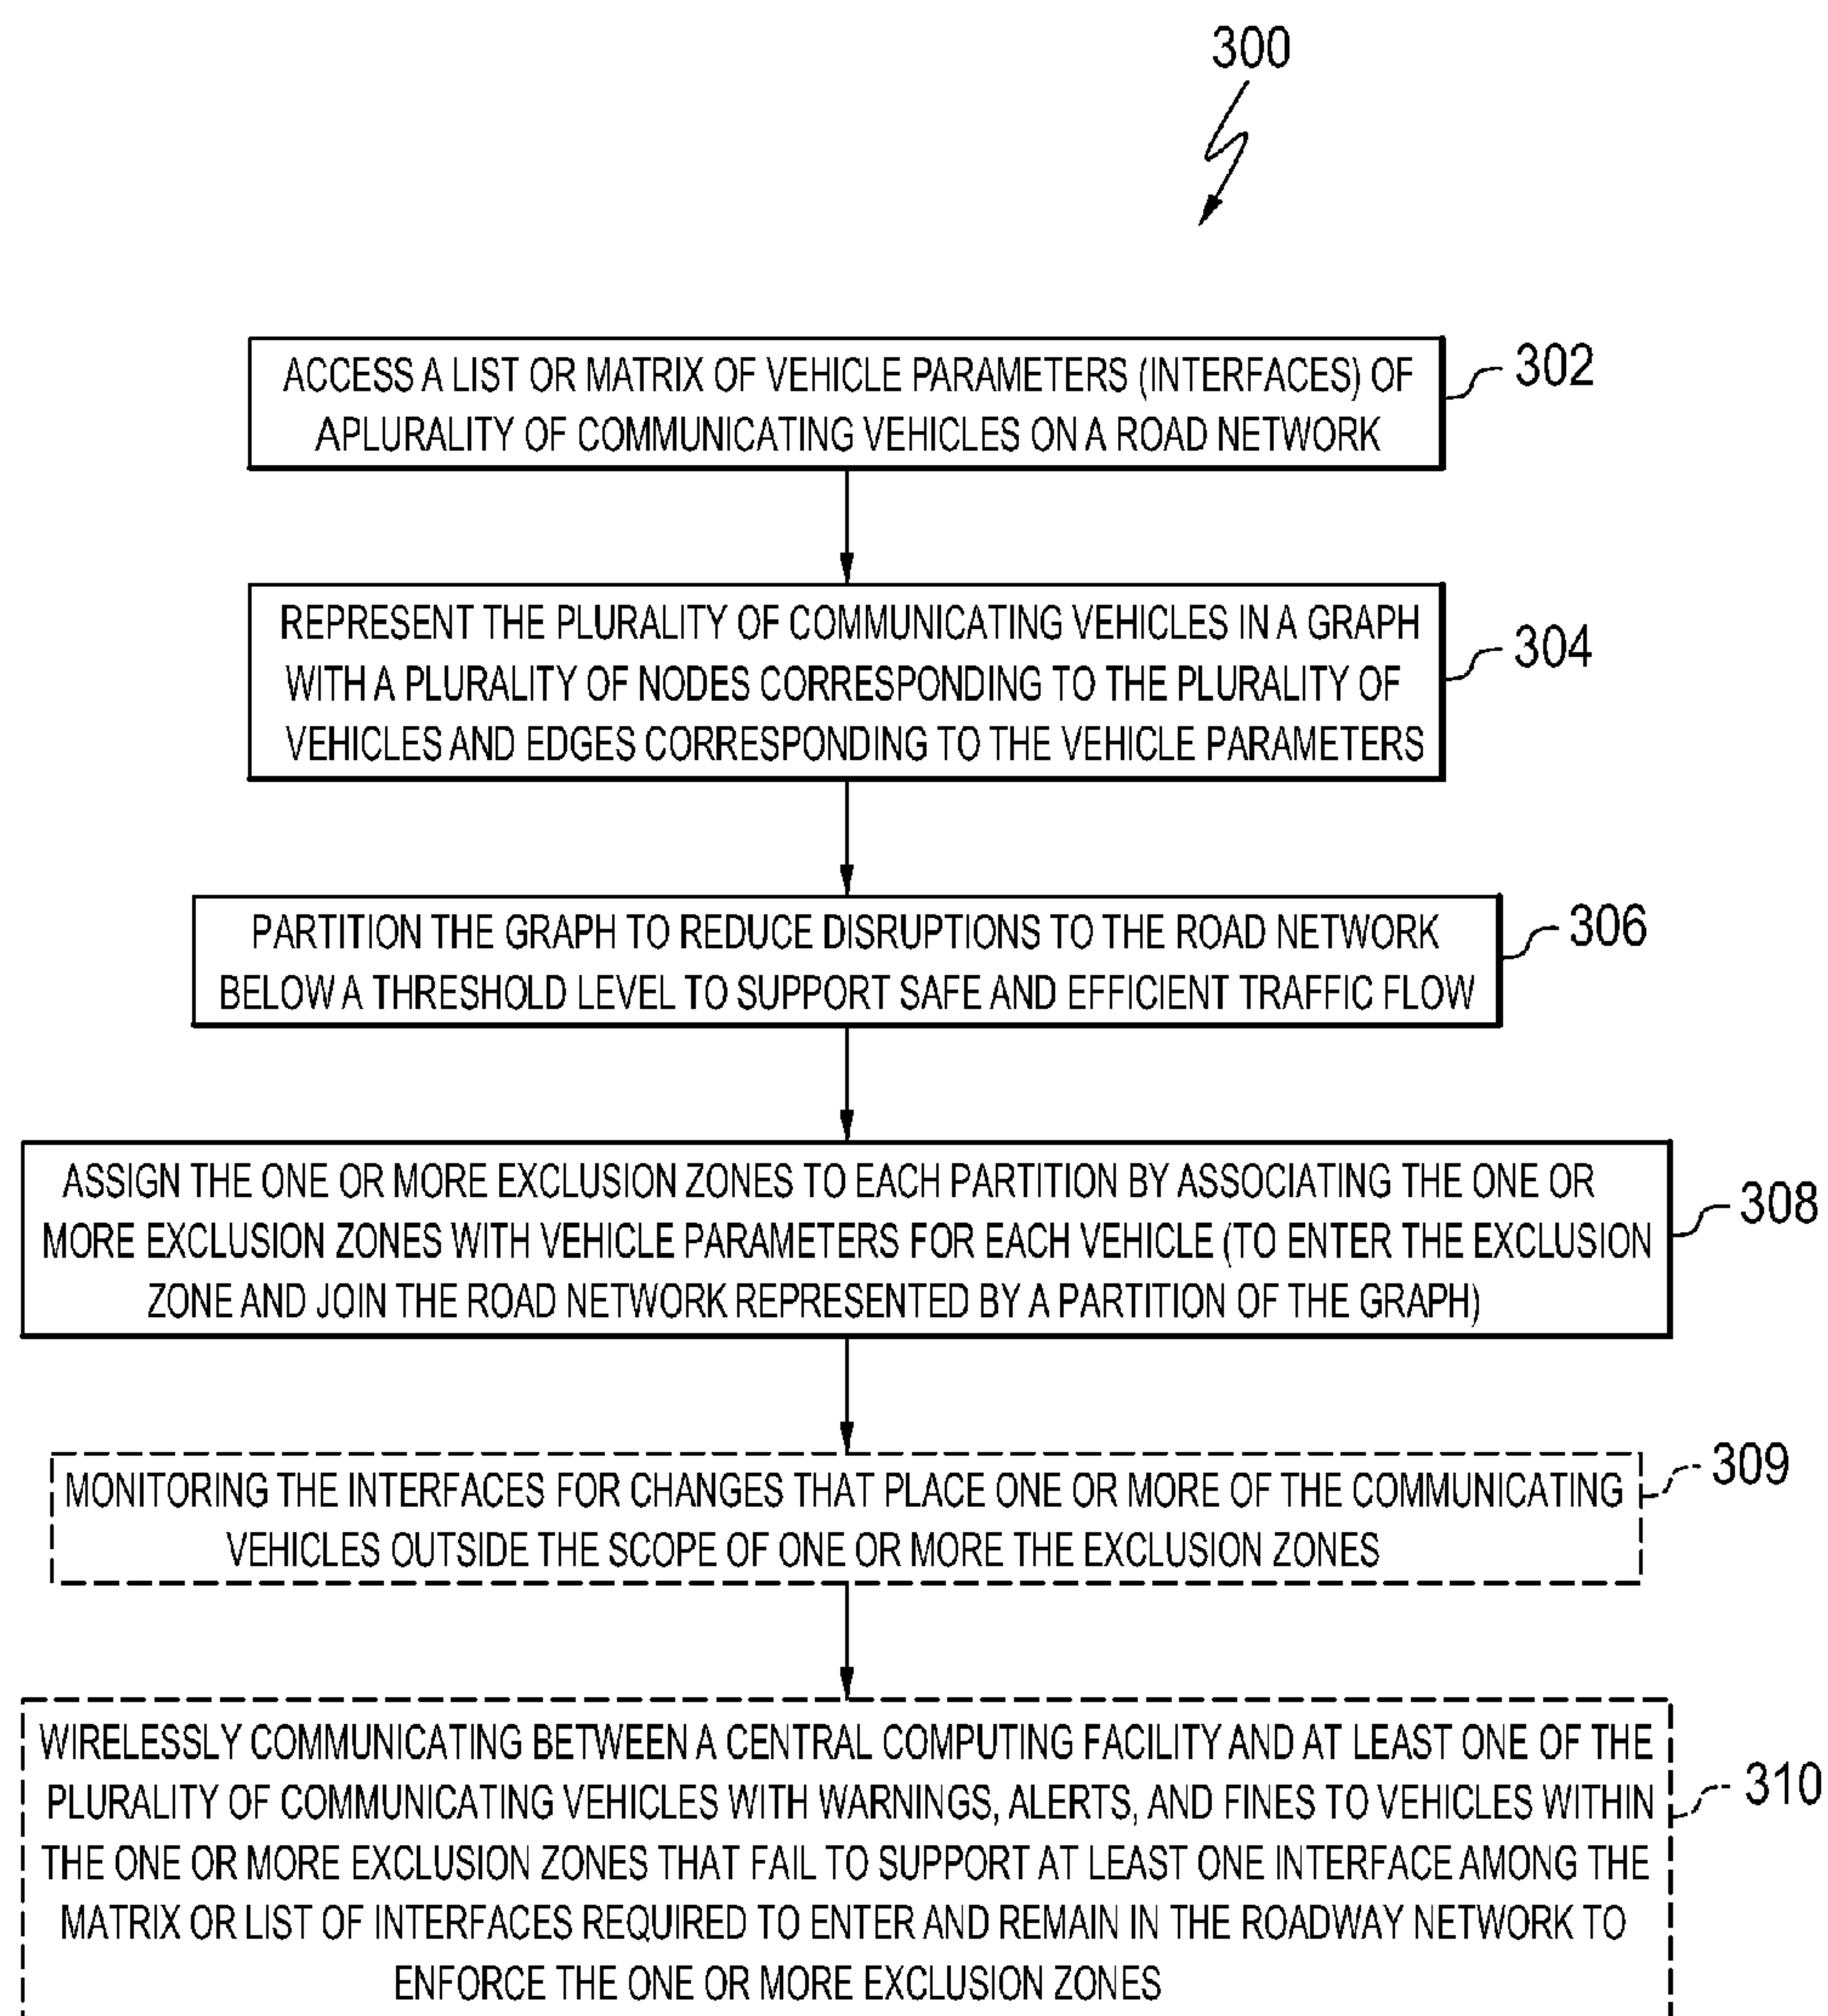 300
ACCESS A LIST OR MATRIX OF VEHICLE PARAMETERS (INTERFACES) OF
APLURALITY OF COMMUNICATING VEHICLES ON A ROAD NETWORK
302
REPRESENT THE PLURALITY OF COMMUNICATING VEHICLES IN A GRAPH
WITH A PLURALITY OF NODES CORRESPONDING TO THE PLURALITY OF
VEHICLES AND EDGES CORRESPONDING TO THE VEHICLE PARAMETERS
304
PARTITION THE GRAPH TO REDUCE DISRUPTIONS TO THE ROAD NETWORK
BELOW A THRESHOLD LEVEL TO SUPPORT SAFE AND EFFICIENT TRAFFIC FLOW
306
ASSIGN THE ONE OR MORE EXCLUSION ZONES TO EACH PARTITION BY ASSOCIATING THE ONE OR
MORE EXCLUSION ZONES WITH VEHICLE PARAMETERS FOR EACH VEHICLE (TO ENTER THE EXCLUSION
ZONE AND JOIN THE ROAD NETWORK REPRESENTED BY A PARTITION OF THE GRAPH)
308
MONITORING THE INTERFACES FOR CHANGES THAT PLACE ONE OR MORE OF THE COMMUNICATING
VEHICLES OUTSIDE THE SCOPE OF ONE OR MORE THE EXCLUSION ZONES
309
WIRELESSLY COMMUNICATING BETWEEN A CENTRAL COMPUTING FACILITY AND AT LEAST ONE OF THE
PLURALITY OF COMMUNICATING VEHICLES WITH WARNINGS, ALERTS, AND FINES TO VEHICLES WITHIN
THE ONE OR MORE EXCLUSION ZONES THAT FAIL TO SUPPORT AT LEAST ONE INTERFACE AMONG THE
MATRIX OR LIST OF INTERFACES REQUIRED TO ENTER AND REMAIN IN THE ROADWAY NETWORK TO
ENFORCE THE ONE OR MORE EXCLUSION ZONES
310